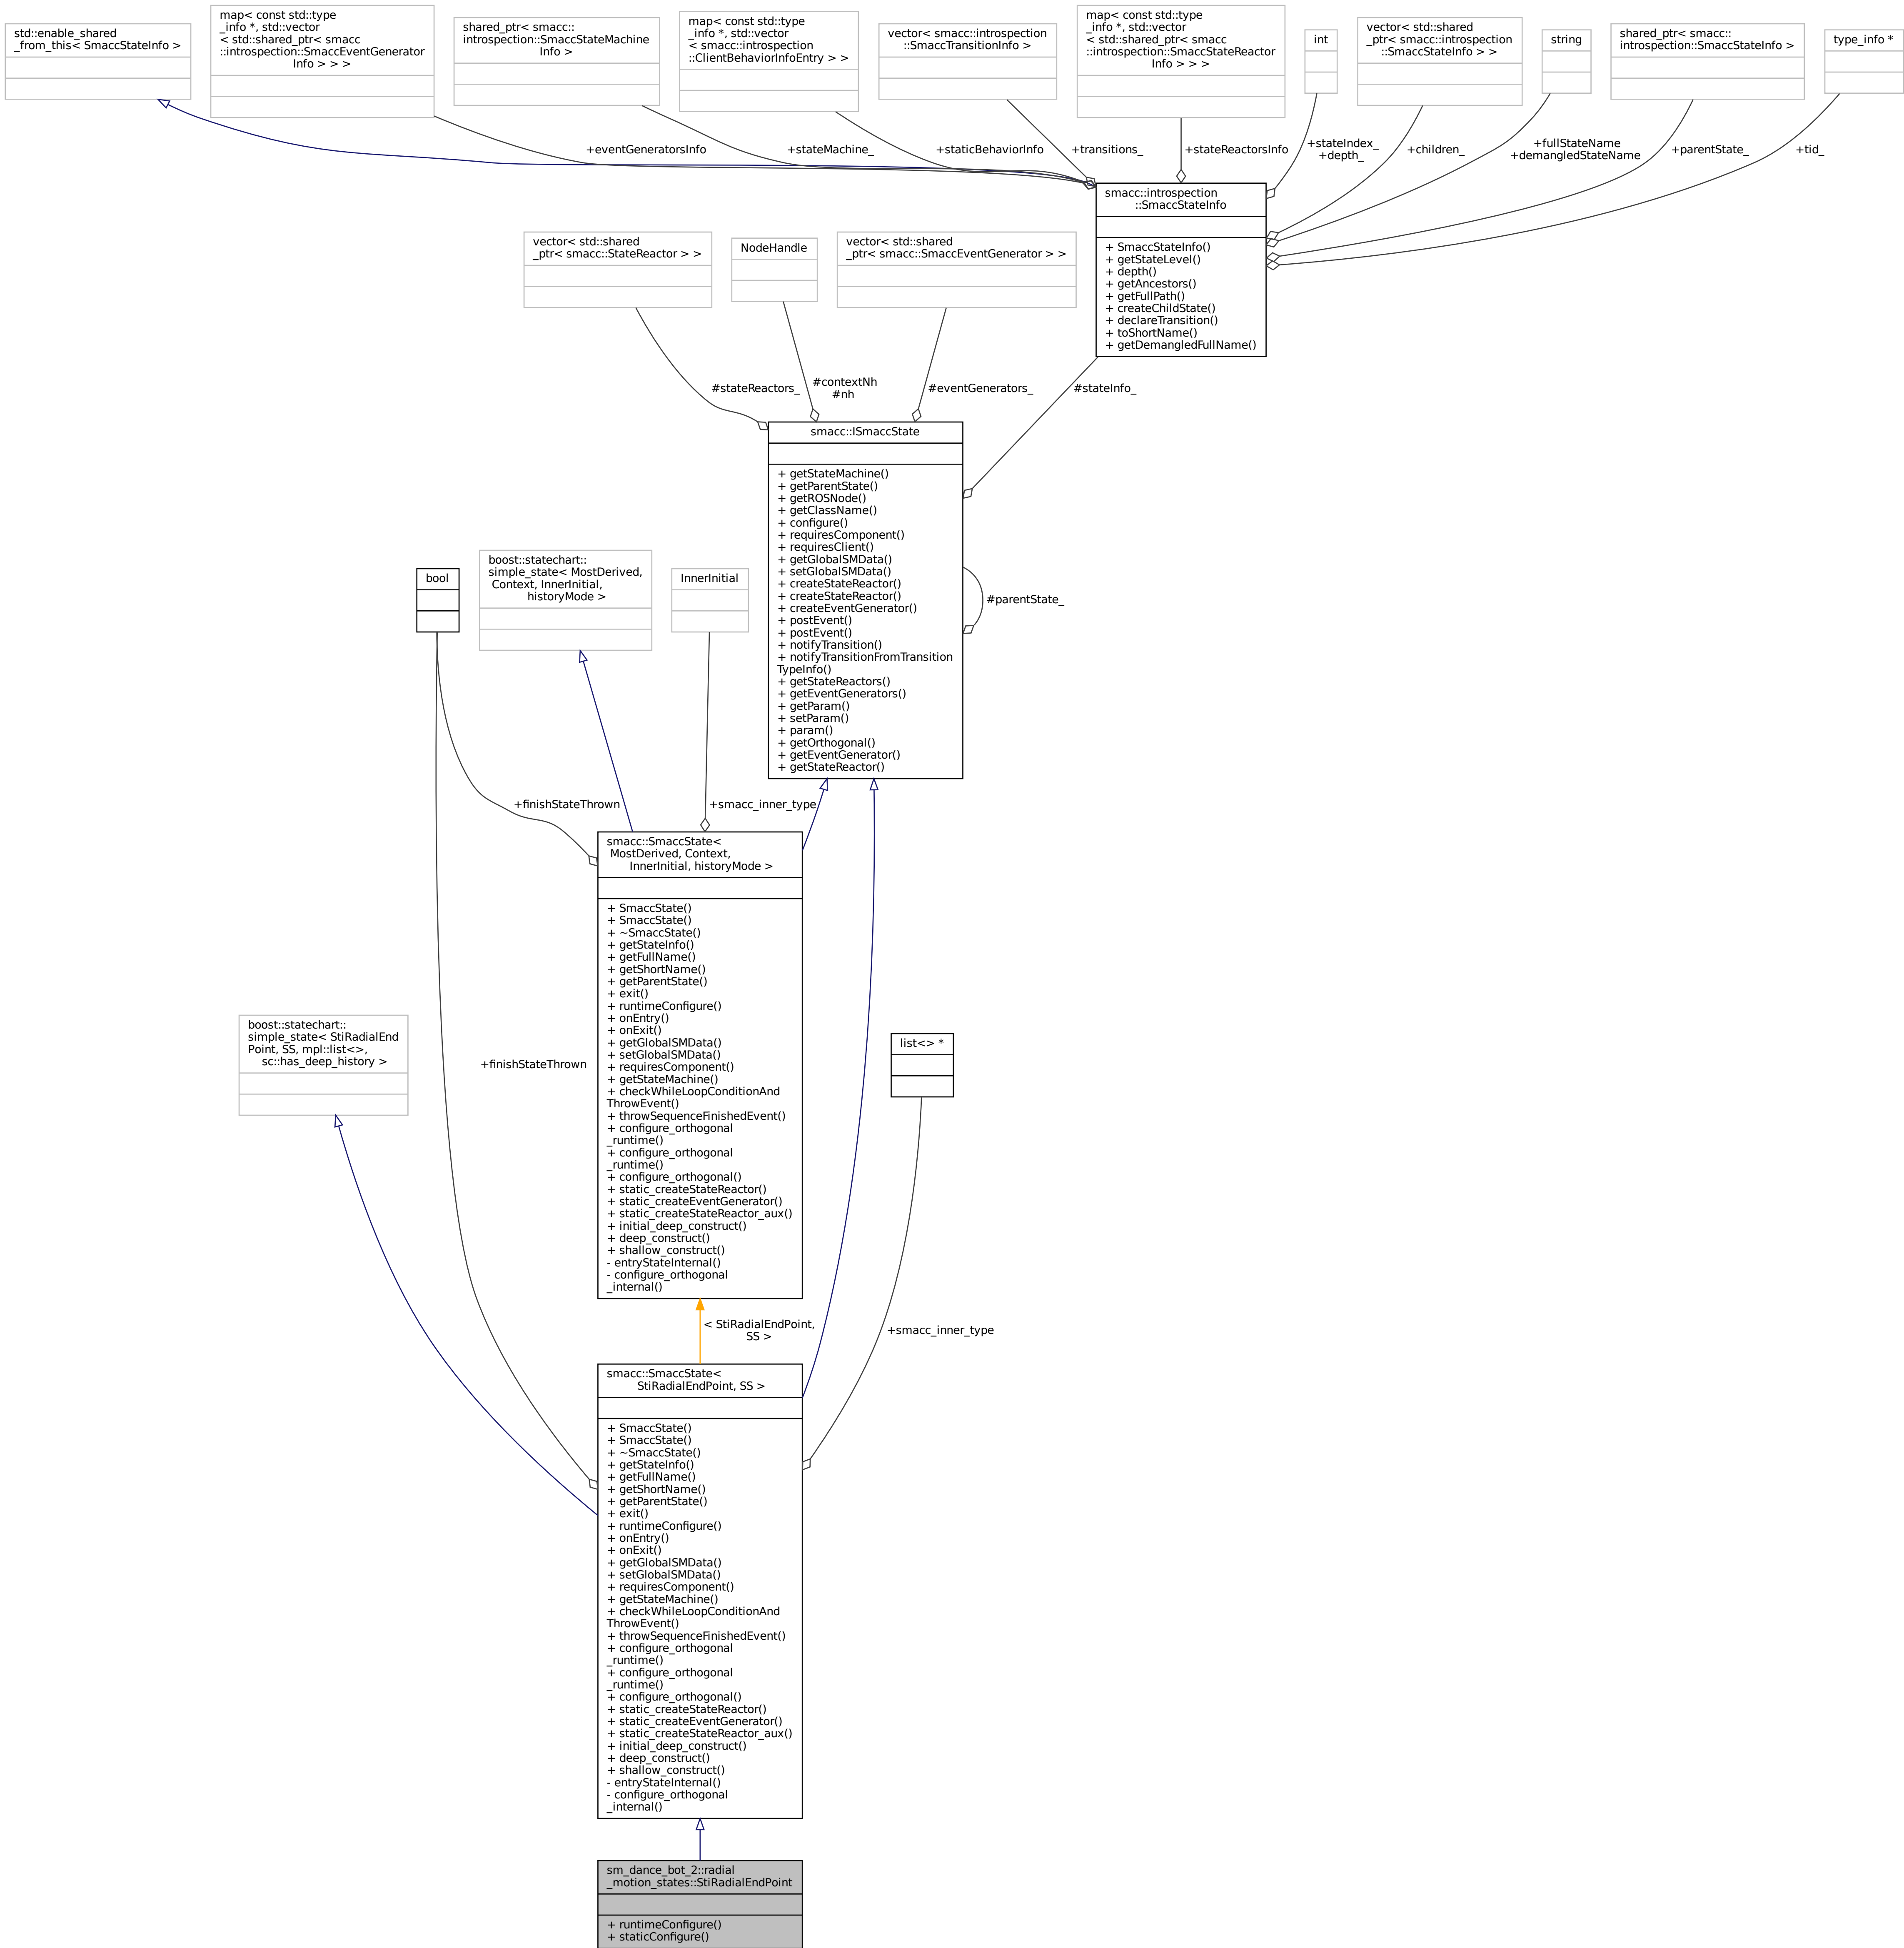 std::enable_shared
_from_this< SmaccStateInfo >
map< const std::type
_info *, std::vector
< std::shared_ptr< smacc
::introspection::SmaccEventGenerator
Info > > >
shared_ptr< smacc::
introspection::SmaccStateMachine
Info >
map< const std::type
_info *, std::vector
< smacc::introspection
::ClientBehaviorInfoEntry > >
vector< smacc::introspection
::SmaccTransitionInfo >
map< const std::type
_info *, std::vector
< std::shared_ptr< smacc
::introspection::SmaccStateReactor
Info > > >
int
vector< std::shared
_ptr< smacc::introspection
::SmaccStateInfo > >
string
shared_ptr< smacc::
introspection::SmaccStateInfo >
type_info *
+eventGeneratorsInfo
+stateMachine_
+staticBehaviorInfo
+transitions_
+stateReactorsInfo
+stateIndex_
+depth_
+children_
+fullStateName
+demangledStateName
+parentState_
+tid_
smacc::introspection
::SmaccStateInfo
+ SmaccStateInfo()
+ getStateLevel()
+ depth()
+ getAncestors()
+ getFullPath()
+ createChildState()
+ declareTransition()
+ toShortName()
+ getDemangledFullName()
vector< std::shared
_ptr< smacc::StateReactor > >
NodeHandle
vector< std::shared
_ptr< smacc::SmaccEventGenerator > >
#stateReactors_
#contextNh
#nh
#eventGenerators_
#stateInfo_
smacc::ISmaccState
+ getStateMachine()
+ getParentState()
+ getROSNode()
+ getClassName()
+ configure()
+ requiresComponent()
+ requiresClient()
+ getGlobalSMData()
+ setGlobalSMData()
+ createStateReactor()
+ createStateReactor()
+ createEventGenerator()
+ postEvent()
+ postEvent()
+ notifyTransition()
+ notifyTransitionFromTransition
TypeInfo()
+ getStateReactors()
+ getEventGenerators()
+ getParam()
+ setParam()
+ param()
+ getOrthogonal()
+ getEventGenerator()
+ getStateReactor()
#parentState_
bool
boost::statechart::
simple_state< MostDerived,
Context, InnerInitial,
historyMode >
InnerInitial
+finishStateThrown
+smacc_inner_type
smacc::SmaccState<
MostDerived, Context,
InnerInitial, historyMode >
+ SmaccState()
+ SmaccState()
+ ~SmaccState()
+ getStateInfo()
+ getFullName()
+ getShortName()
+ getParentState()
+ exit()
+ runtimeConfigure()
+ onEntry()
+ onExit()
+ getGlobalSMData()
+ setGlobalSMData()
+ requiresComponent()
+ getStateMachine()
+ checkWhileLoopConditionAnd
ThrowEvent()
+ throwSequenceFinishedEvent()
+ configure_orthogonal
_runtime()
+ configure_orthogonal
_runtime()
+ configure_orthogonal()
+ static_createStateReactor()
+ static_createEventGenerator()
+ static_createStateReactor_aux()
+ initial_deep_construct()
+ deep_construct()
+ shallow_construct()
- entryStateInternal()
- configure_orthogonal
_internal()
boost::statechart::
simple_state< StiRadialEnd
Point, SS, mpl::list<>,
sc::has_deep_history >
+finishStateThrown
list<> *
< StiRadialEndPoint,
SS >
+smacc_inner_type
smacc::SmaccState<
StiRadialEndPoint, SS >
+ SmaccState()
+ SmaccState()
+ ~SmaccState()
+ getStateInfo()
+ getFullName()
+ getShortName()
+ getParentState()
+ exit()
+ runtimeConfigure()
+ onEntry()
+ onExit()
+ getGlobalSMData()
+ setGlobalSMData()
+ requiresComponent()
+ getStateMachine()
+ checkWhileLoopConditionAnd
ThrowEvent()
+ throwSequenceFinishedEvent()
+ configure_orthogonal
_runtime()
+ configure_orthogonal
_runtime()
+ configure_orthogonal()
+ static_createStateReactor()
+ static_createEventGenerator()
+ static_createStateReactor_aux()
+ initial_deep_construct()
+ deep_construct()
+ shallow_construct()
- entryStateInternal()
- configure_orthogonal
_internal()
sm_dance_bot_2::radial
_motion_states::StiRadialEndPoint
+ runtimeConfigure()
+ staticConfigure()